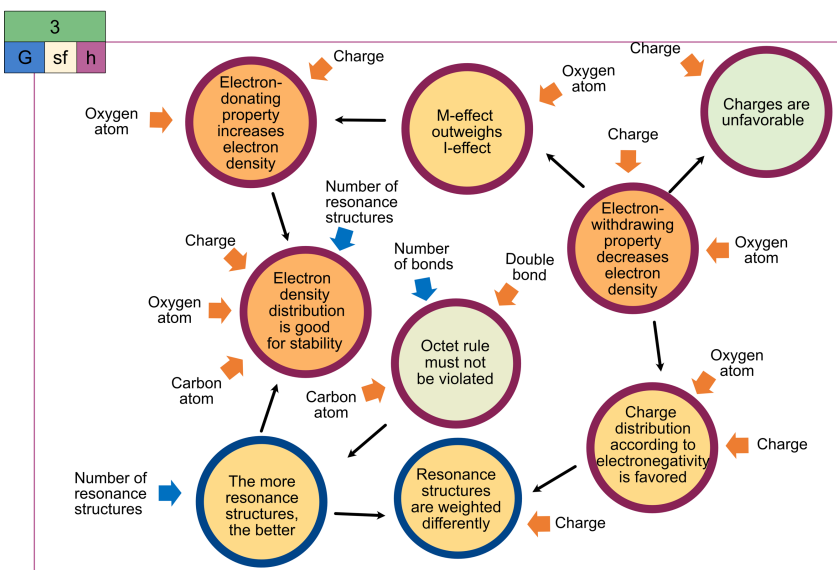 3
G sf h
Charge
Electron-
donating
property
increases
electron
density
Oxygen
atom
M-effect
outweighs
I-effect
Oxygen
atom
Charge
Charges are
unfavorable
Charge
Electron-
withdrawing
property
decreases
electron
density
Oxygen
atom
Number of
resonance
structures
Charge
Oxygen
atom
Carbon
atom
Electron
density
distribution
is good
for stability
Number
of bonds
Double
bond
Octet rule
must not
be violated
Carbon
atom
Oxygen
atom
Charge
distribution
according to
electronegativity
is favored
Charge
Number of
resonance
structures
The more
resonance
structures,
the better
Resonance
structures
are weighted
differently
Charge